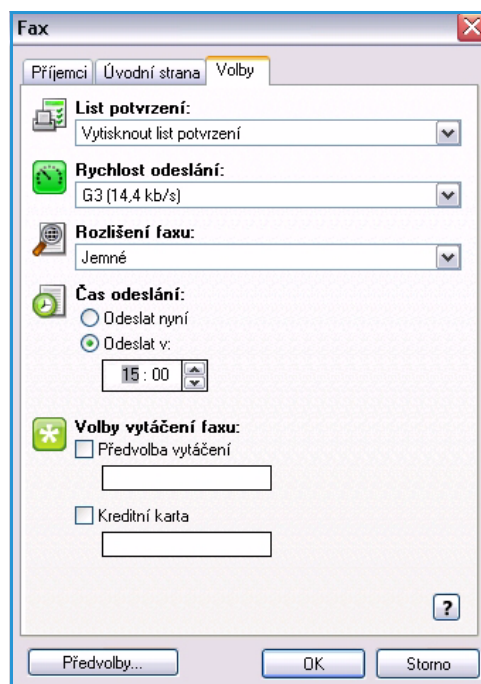 Fax
Příjemci Úvodní strana Volby
List potvrzení:
Vytisknout list potvrzení
Rychlost odeslání:
G3 (14,4 kb/s)
Rozlišení faxu:
Jemné
Čas odeslání:
Odeslat nyní
Odeslat v:
15 : 00
Volby vytáčení faxu:
Předvolba vytáčení
Kreditní karta
?
Předvolby... OK Storno